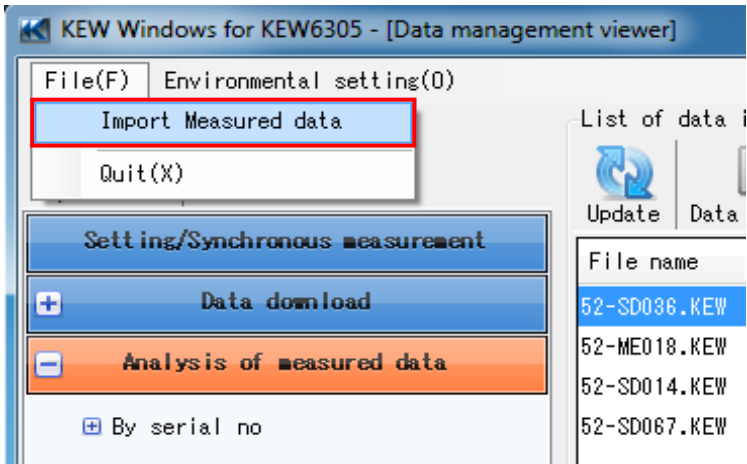 KEW Windows for KEW6305 - [Data management viewer]
File(F) Environmental setting(O)
Import Measured data
Quit(X)
List of data
Update Data
Setting/Synchronous measurement
Data download
Analysis of measured data
By serial no
File name
52-SD036.KEW
52-ME018.KEW
52-SD014.KEW
52-SD067.KEW